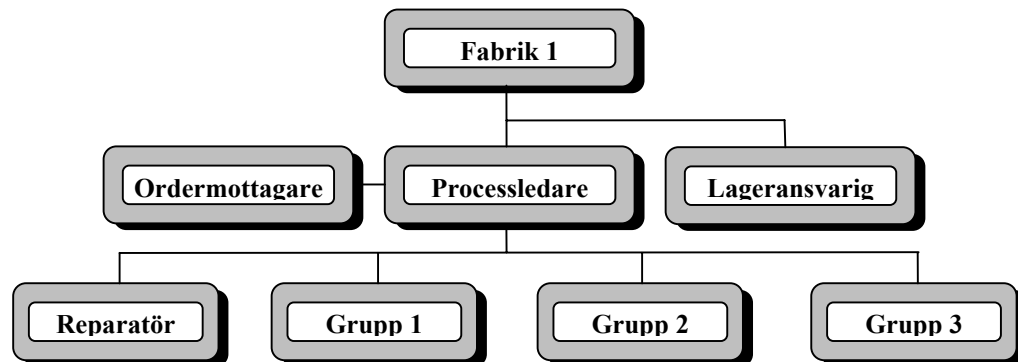 Fabrik 1
Ordermottagare
Processledare
Lageransvarig
Reparatör
Grupp 1
Grupp 2
Grupp 3